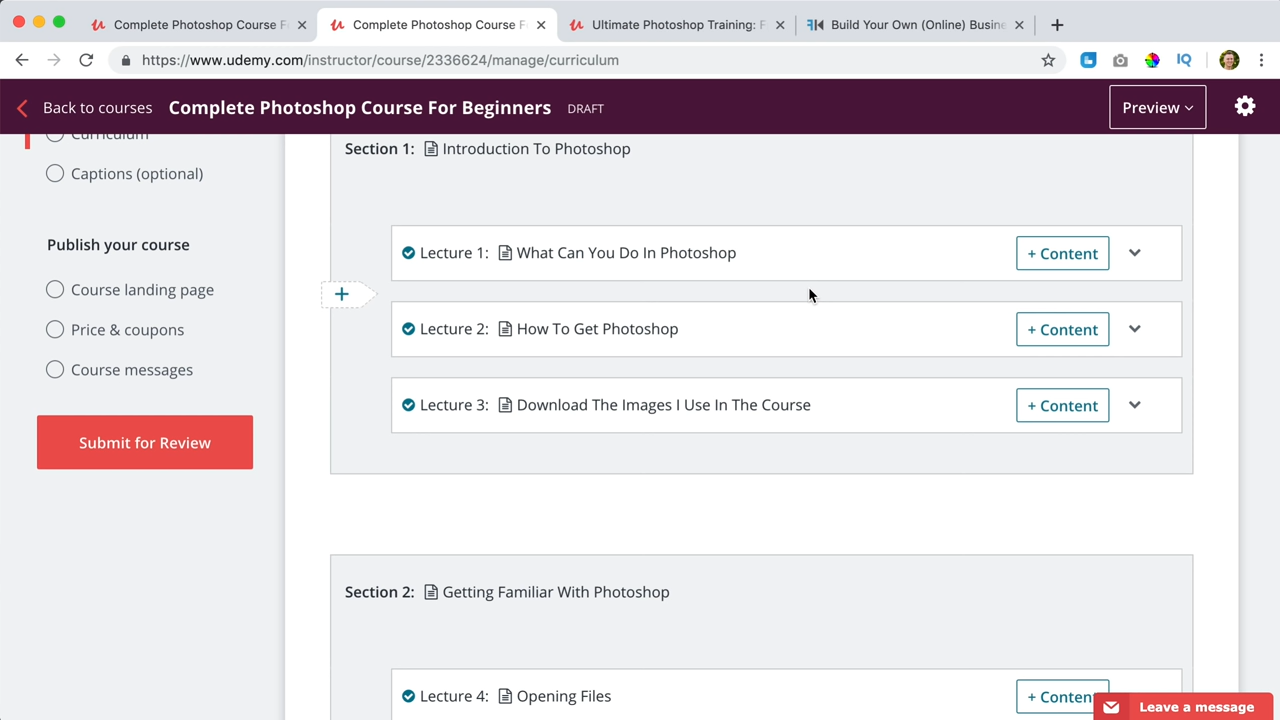 Complete Photoshop Course F
Complete Photoshop Course F
Ultimate Photoshop Training: F
Build Your Own (Online) Busine
https://www.udemy.com/instructor/course/2336624/manage/curriculum
IQ
Back to courses
Complete Photoshop Course For Beginners
DRAFT
Preview
Curriculum
Captions (optional)
Publish your course
Course landing page
Price & coupons
Course messages
Submit for Review
Section 1: Introduction To Photoshop
Lecture 1: What Can You Do In Photoshop
+ Content
Lecture 2: How To Get Photoshop
+ Content
Lecture 3: Download The Images I Use In The Course
+ Content
Section 2: Getting Familiar With Photoshop
Lecture 4: Opening Files
+ Conten
Leave a message